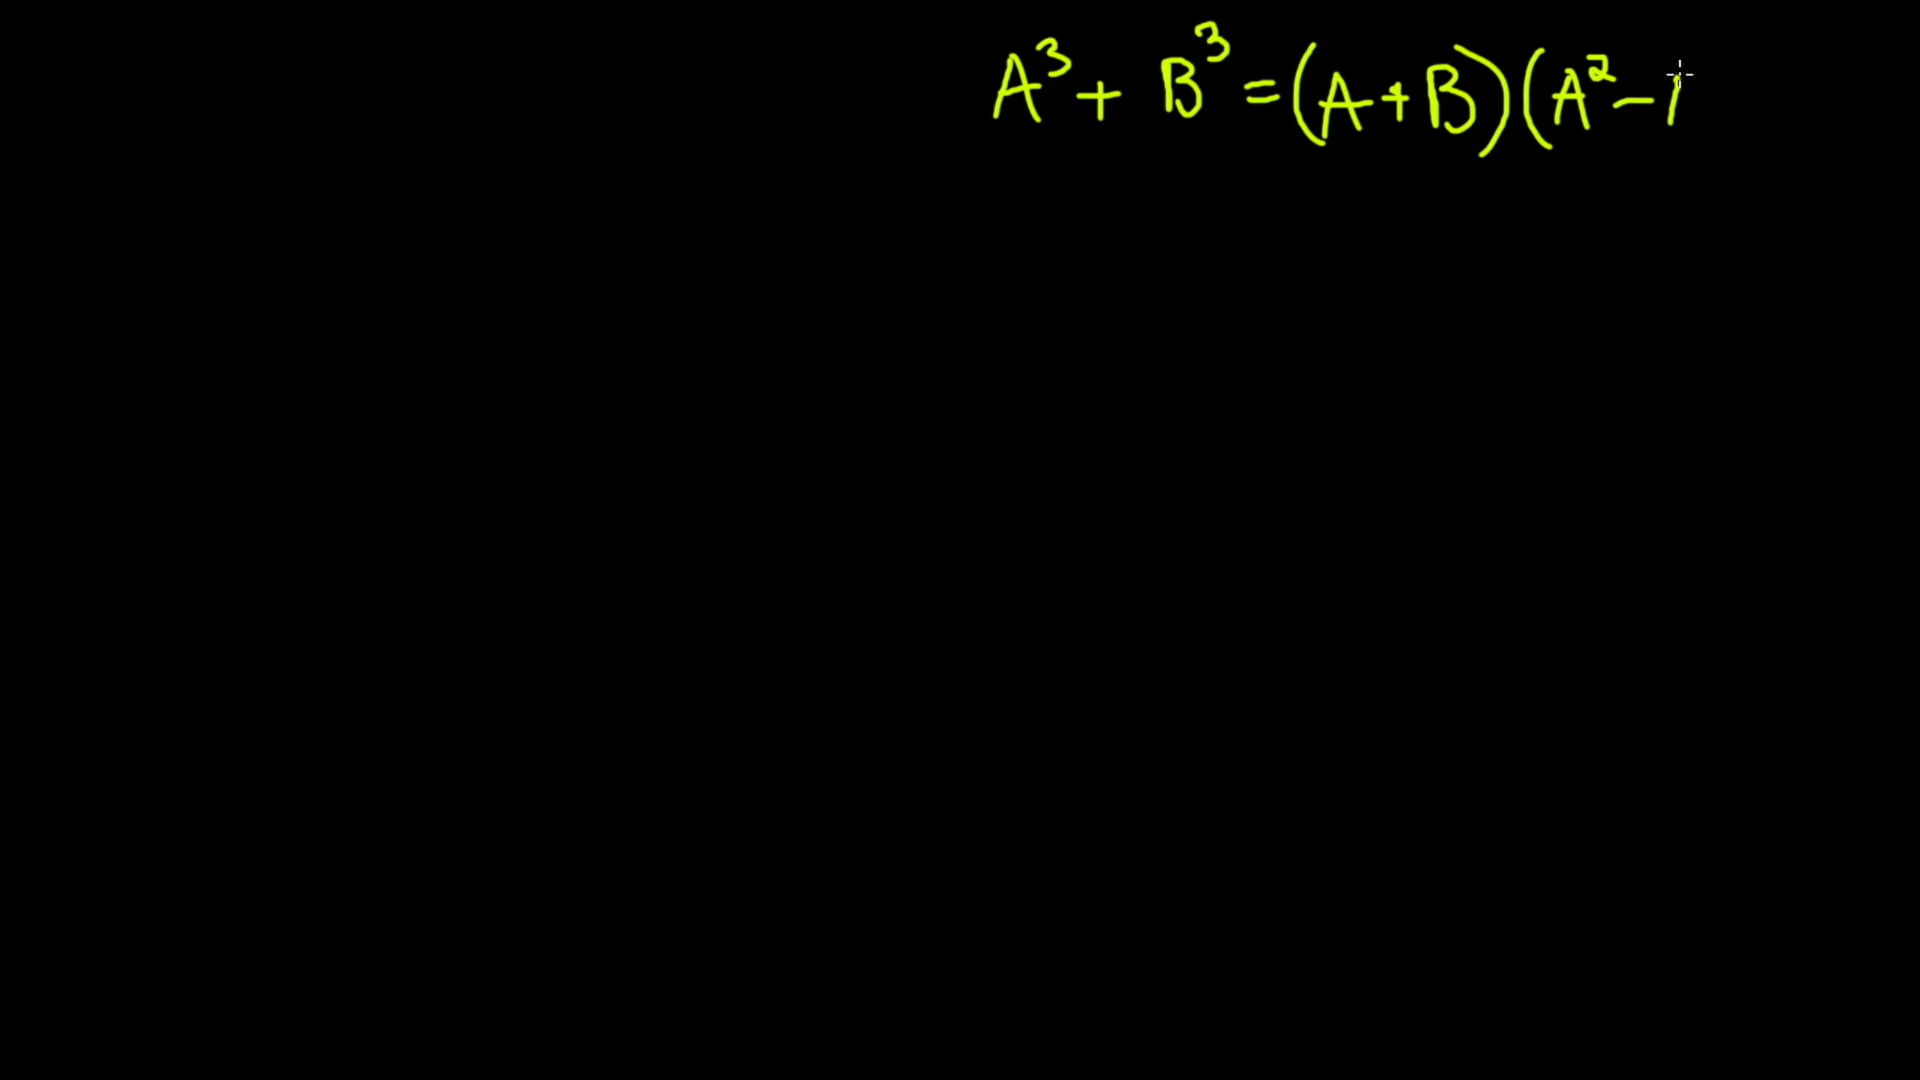 A³ + B³ = (A + B)(A² -